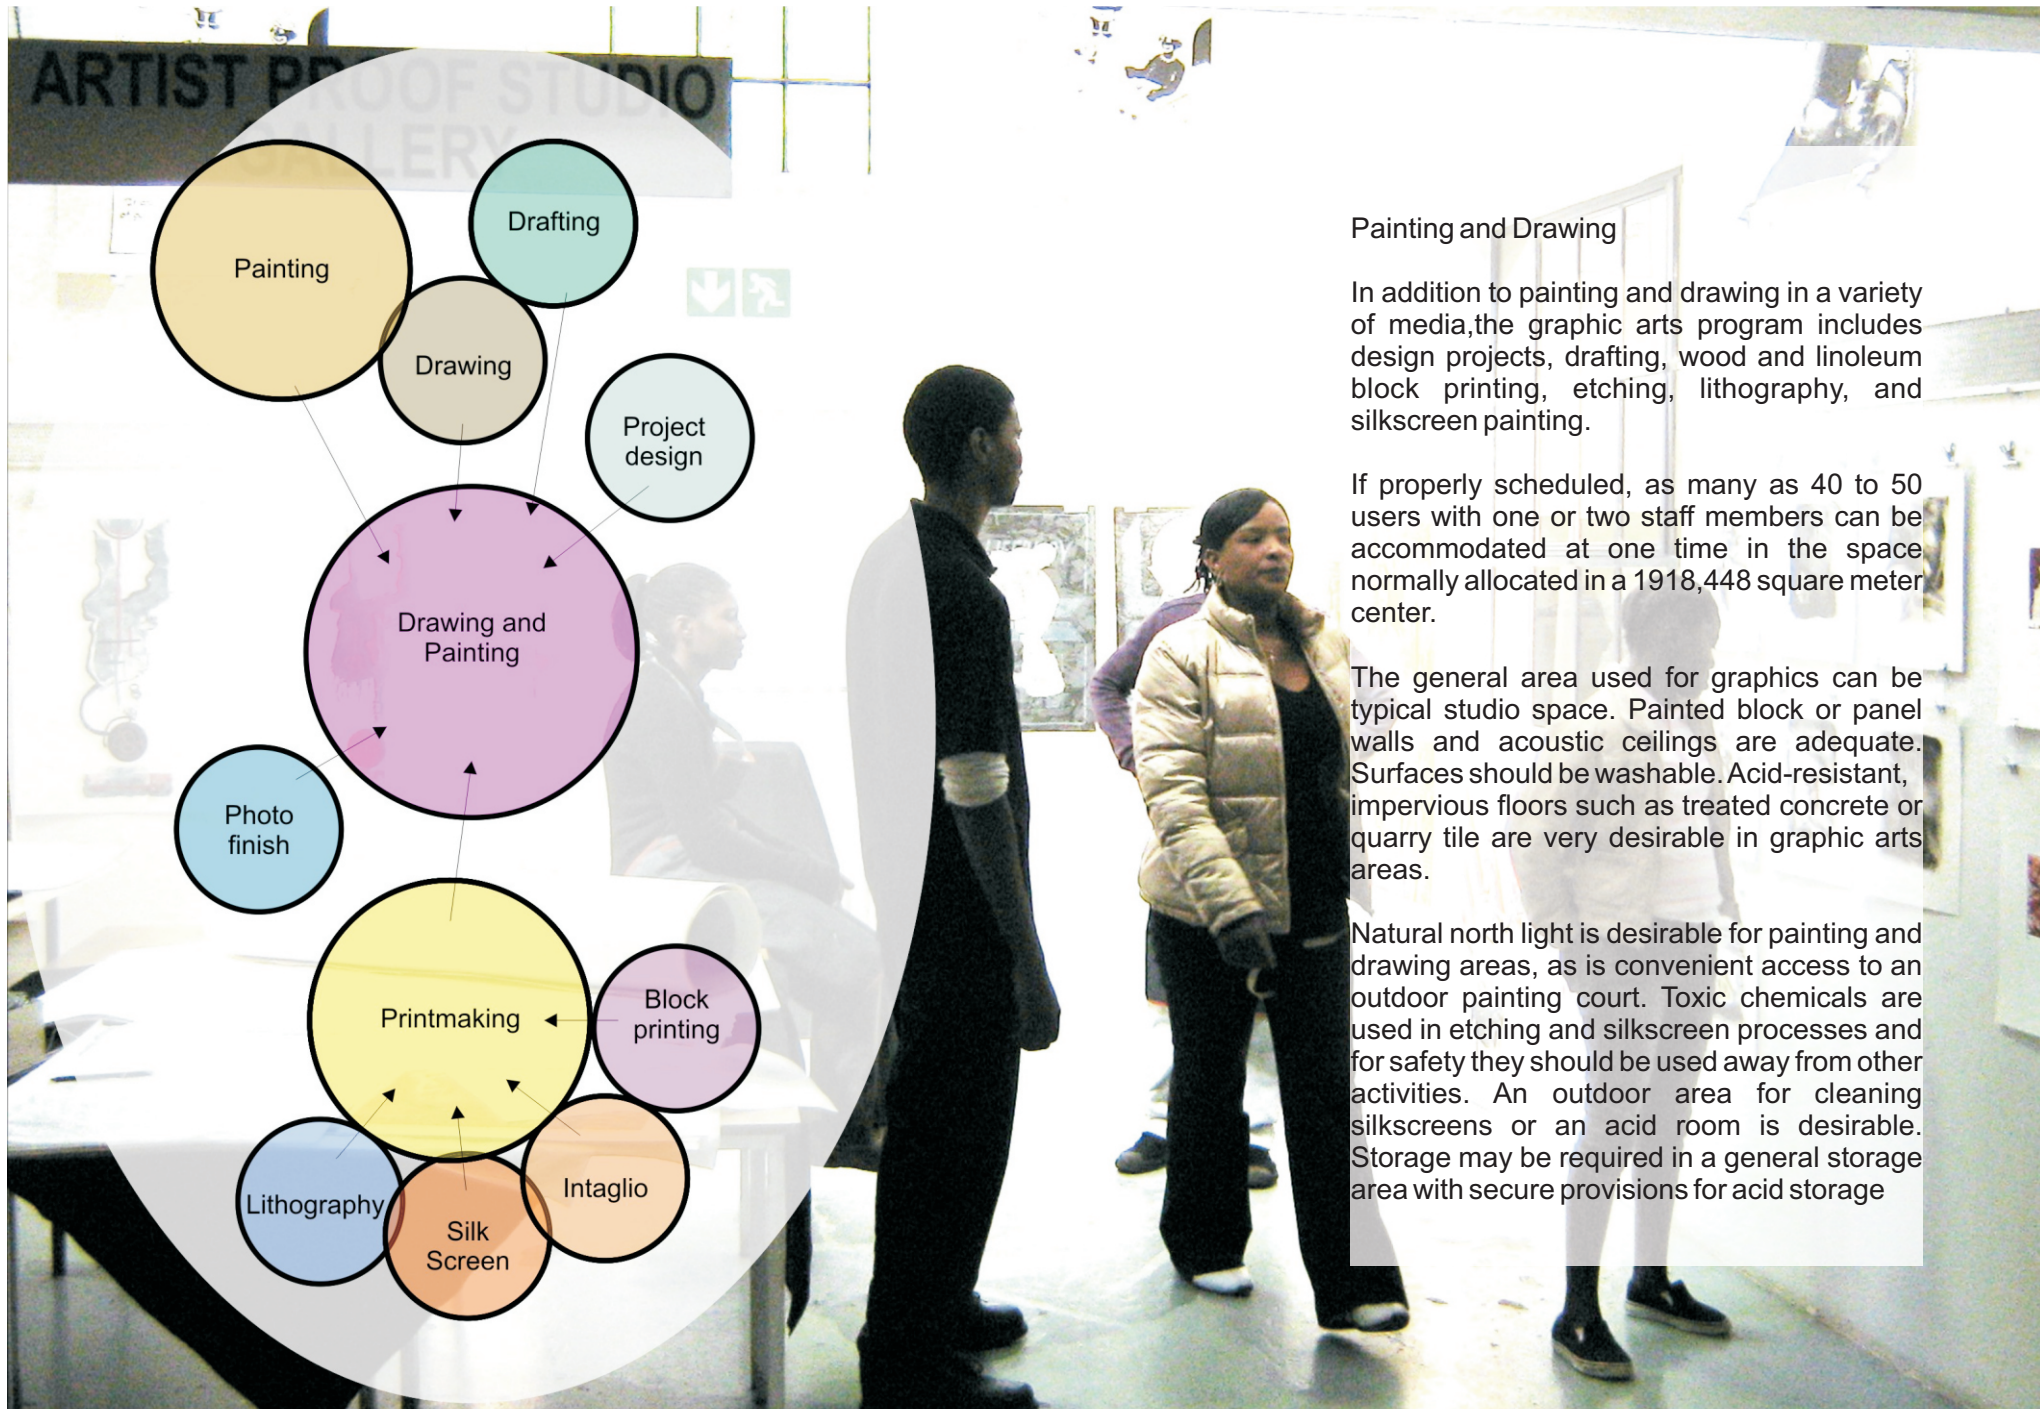 ARTIST PROOF STUDIO
GALLERY
Painting
Drafting
Drawing
Project
design
Drawing and
Painting
Photo
finish
Printmaking
Block
printing
Lithography
Silk
Screen
Intaglio
Painting and Drawing
In addition to painting and drawing in a variety
of media,the graphic arts program includes
design projects, drafting, wood and linoleum
block printing, etching, lithography, and
silkscreen painting.
If properly scheduled, as many as 40 to 50
users with one or two staff members can be
accommodated at one time in the space
normally allocated in a 1918,448 square meter
center.
The general area used for graphics can be
typical studio space. Painted block or panel
walls and acoustic ceilings are adequate.
Surfaces should be washable. Acid-resistant,
impervious floors such as treated concrete or
quarry tile are very desirable in graphic arts
areas.
Natural north light is desirable for painting and
drawing areas, as is convenient access to an
outdoor painting court. Toxic chemicals are
used in etching and silkscreen processes and
for safety they should be used away from other
activities. An outdoor area for cleaning
silkscreens or an acid room is desirable.
Storage may be required in a general storage
area with secure provisions for acid storage